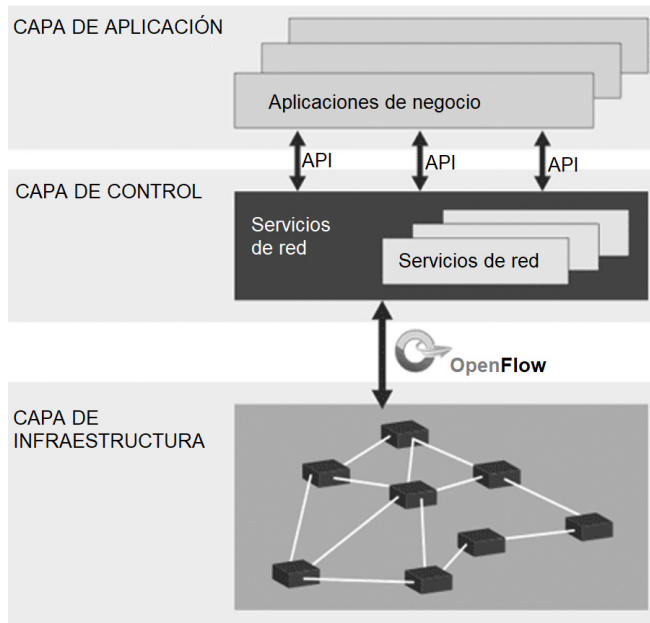 CAPA DE APLICACIÓN
Aplicaciones de negocio
API
API
API
CAPA DE CONTROL
Servicios
de red
Servicios de red
OpenFlow
CAPA DE
INFRAESTRUCTURA